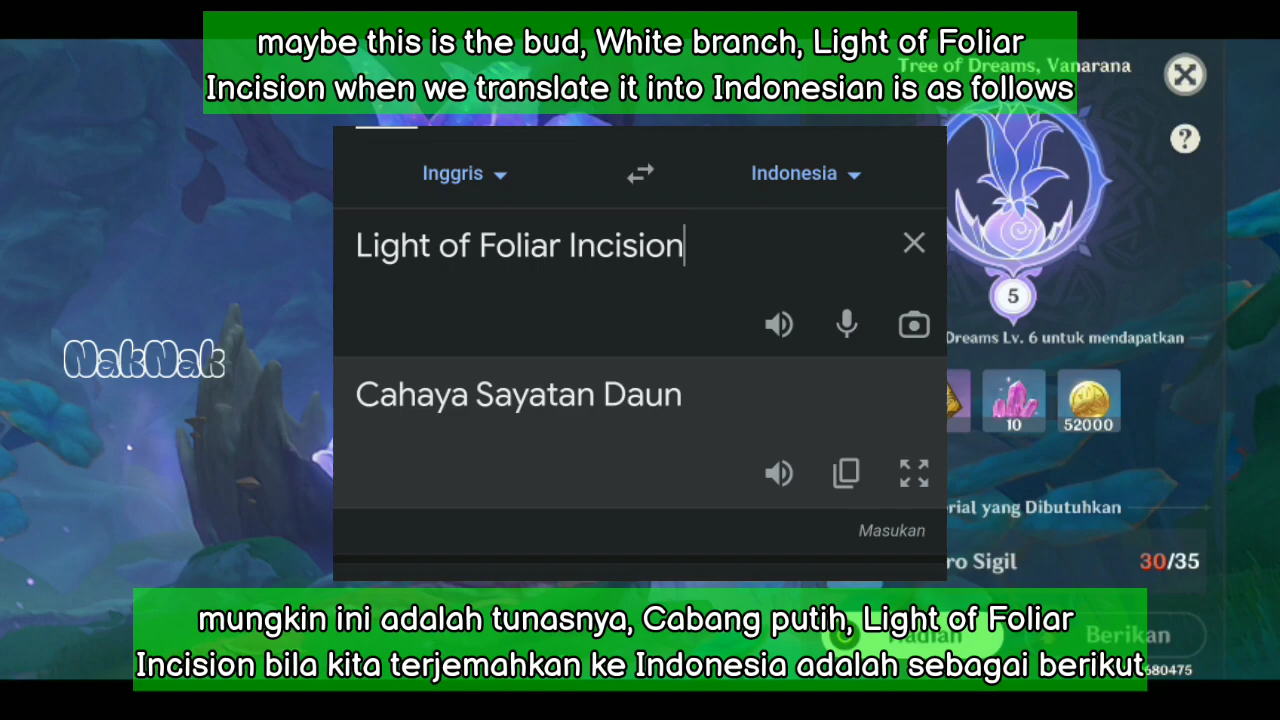 maybe this is the bud, White branch, Light of Foliar
Incision when we translate it into Indonesian is as follows
Tree of Dreams, Vanarana
?
Inggris
Indonesia
Light of Foliar Incision
5
Dreams Lv. 6 untuk mendapatkan
NakNak
Cahaya Sayatan Daun
10
52000
rial yang Dibutuhkan
Masukan
ro Sigil
30/35
mungkin ini adalah tunasnya, Cabang putih, Light of Foliar
Incision bila kita terjemahkan ke Indonesia adalah sebagai berikut
Hadiah
Berikan
680475